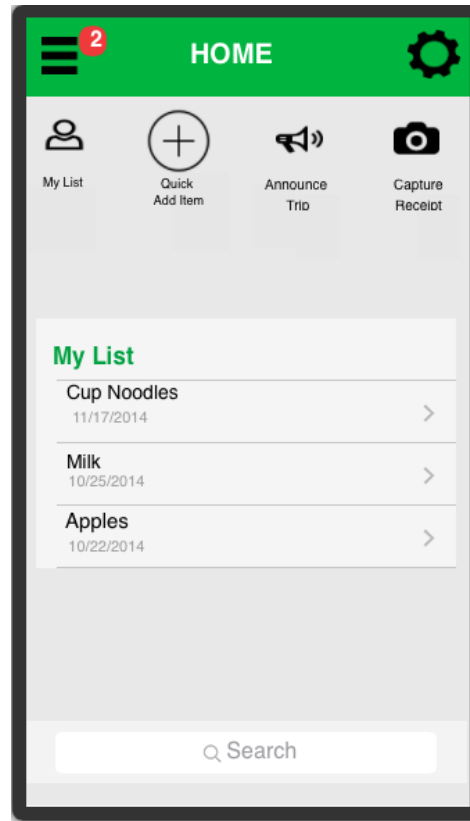 2
HOME
My List
Quick
Add Item
Announce
Trip
Capture
Receipt
My List
Cup Noodles
11/17/2014
Milk
10/25/2014
Apples
10/22/2014
Search